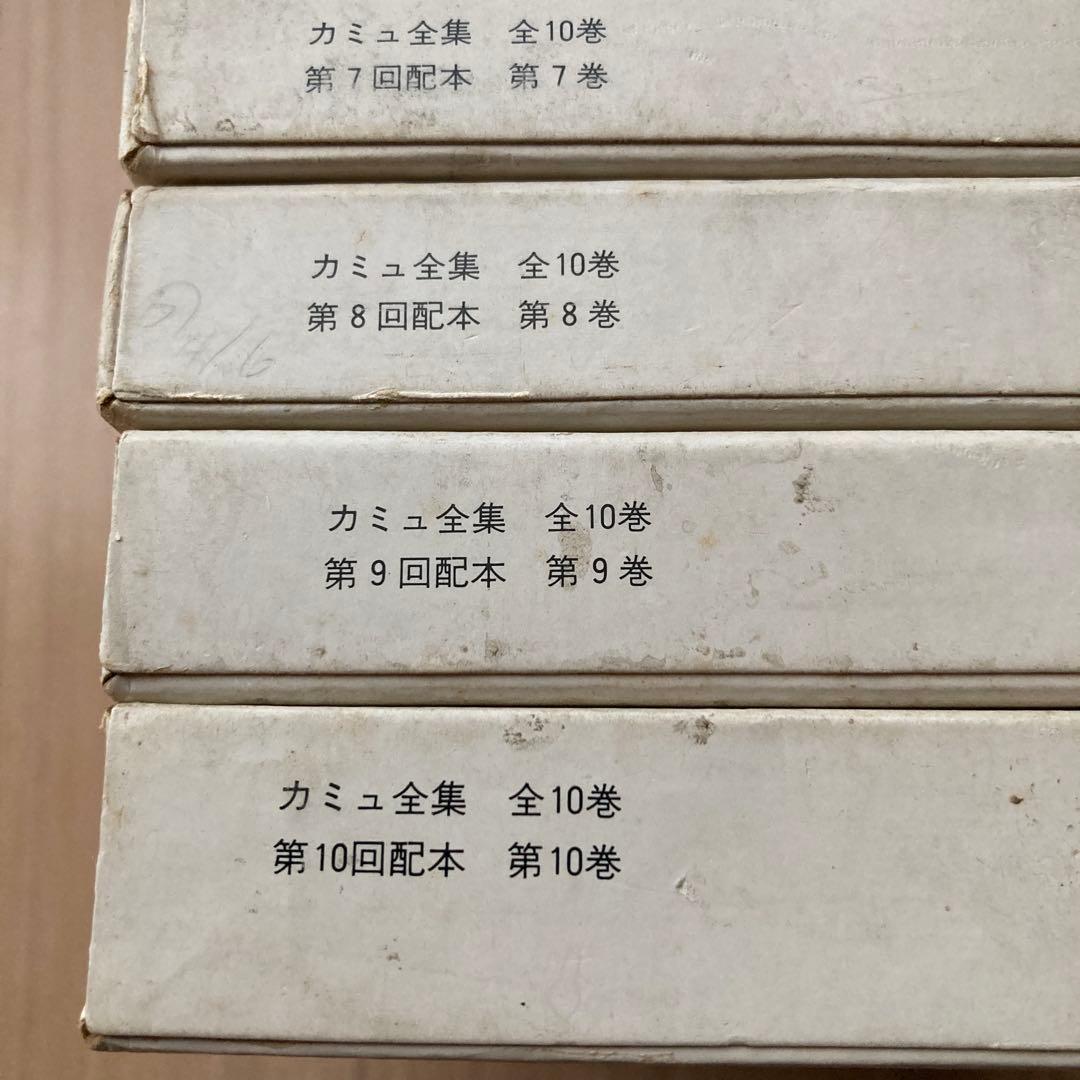 カミュ全集　全10巻
第7回配本　第7巻
カミュ全集　全10巻
第8回配本　第8巻
カミュ全集　全10巻
第9回配本　第9巻
カミュ全集　全10巻
第10回配本　第10巻